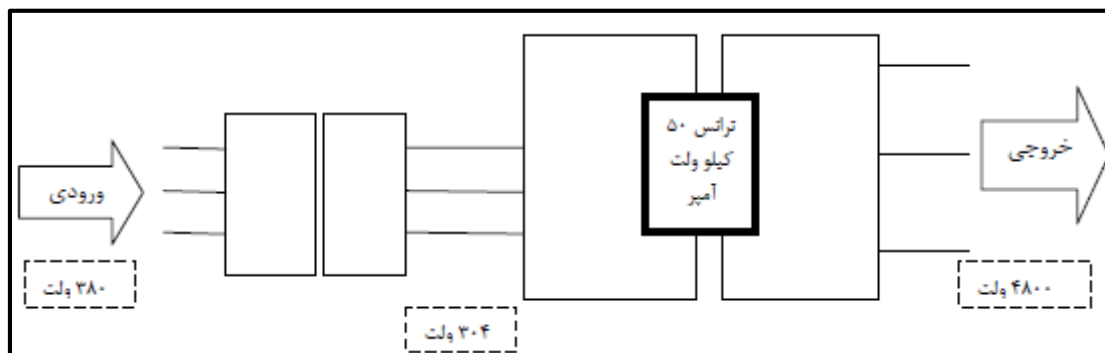 ورودی
۳۸۰ ولت
۳۰۴ ولت
ترانس ۵۰
کیلو ولت
آمپر
خروجی
۴۸۰۰ ولت